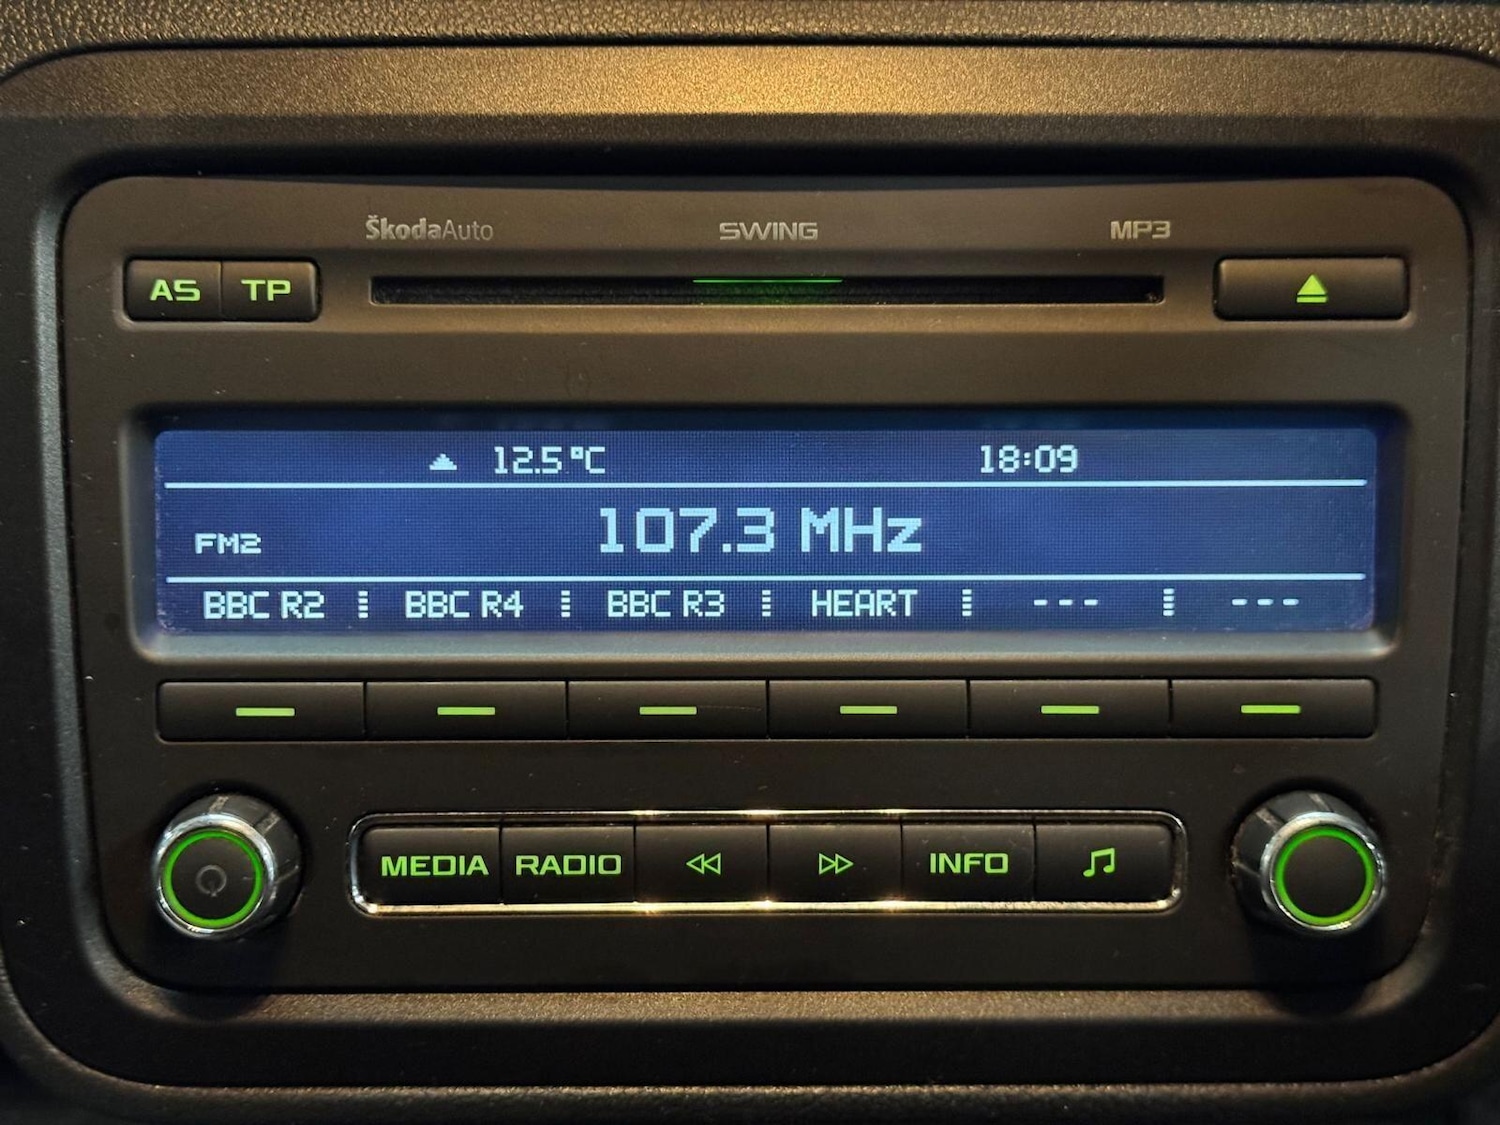 ŠkodaAuto SWING MP3
AS TP
12.5°C 18:09
FM2 107.3 MHz
BBC R2 BBC R4 BBC R3 HEART --- ---
MEDIA RADIO INFO